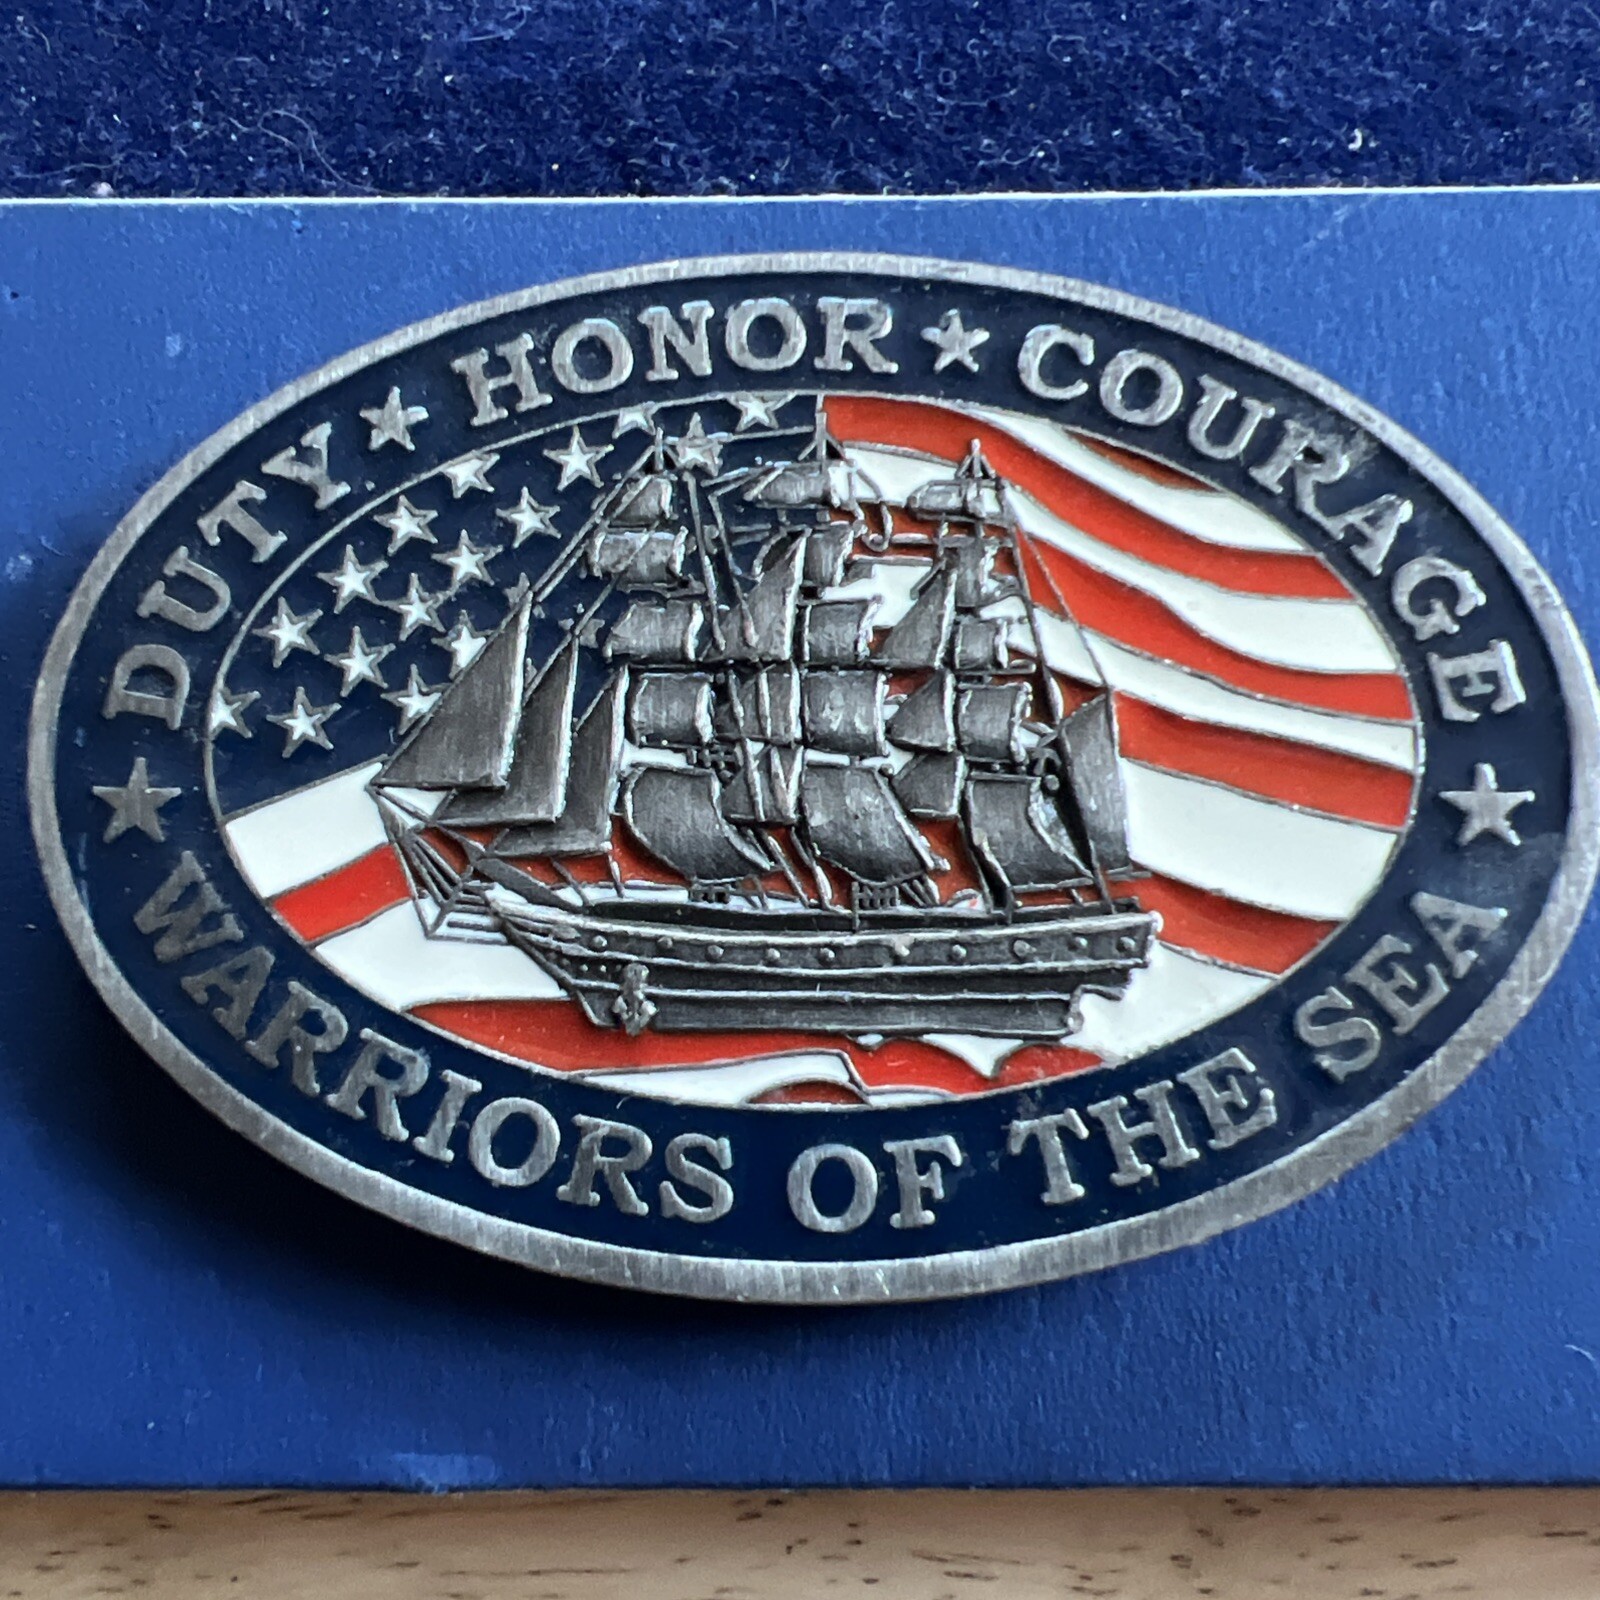 DUTY ★ HONOR ★ COURAGE
★ WARRIORS OF THE SEA ★